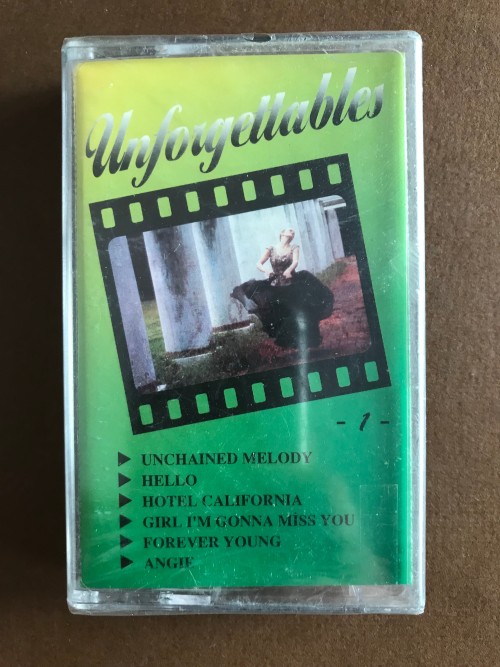 Unforgettables
- 1 -
UNCHAINED MELODY
HELLO
HOTEL CALIFORNIA
GIRL I'M GONNA MISS YOU
FOREVER YOUNG
ANGIE